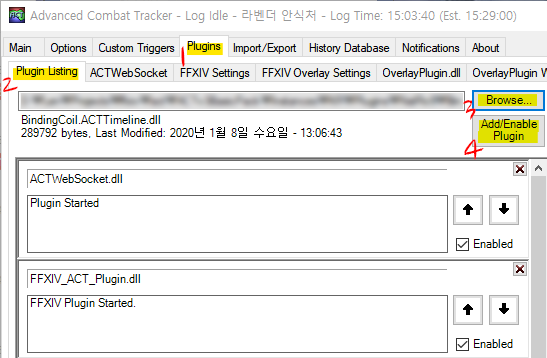 Advanced Combat Tracker - Log Idle - 라벤더 안식처 - Log Time: 15:03:40 (Est. 15:29:00)
Main Options Custom Triggers Plugins Import/Export History Database Notifications About
1
2 Plugin Listing ACTWebSocket FFXIV Settings FFXIV Overlay Settings OverlayPlugin.dll OverlayPlugin W
3 Browse...
BindingCoil.ACTTimeline.dll
289792 bytes, Last Modified: 2020년 1월 8일 수요일 - 13:06:43
4 Add/Enable
Plugin
ACTWebSocket.dll
Plugin Started
Enabled
FFXIV_ACT_Plugin.dll
FFXIV Plugin Started.
Enabled